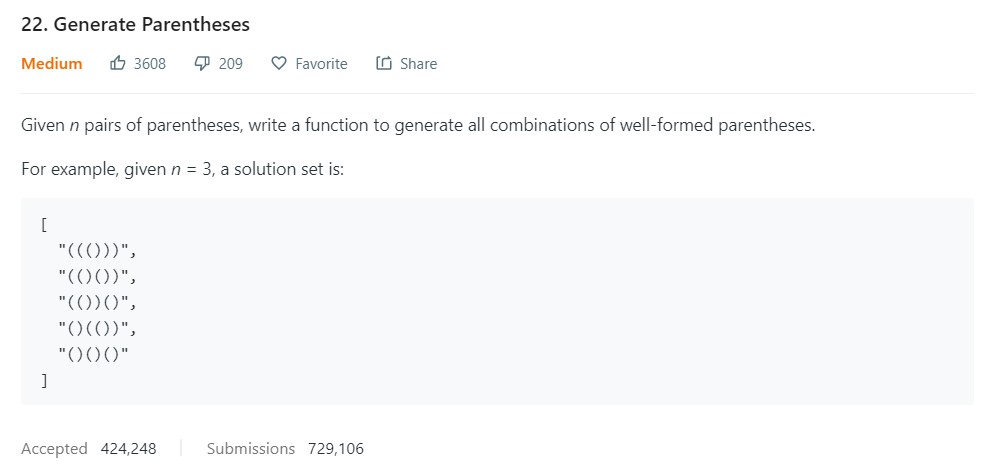 22. Generate Parentheses
Medium 3608 209 Favorite Share
Given n pairs of parentheses, write a function to generate all combinations of well-formed parentheses.
For example, given n = 3, a solution set is:
[
"((()))",
"(()())",
"(())()",
"()(())",
"()()()"
]
Accepted 424,248 Submissions 729,106